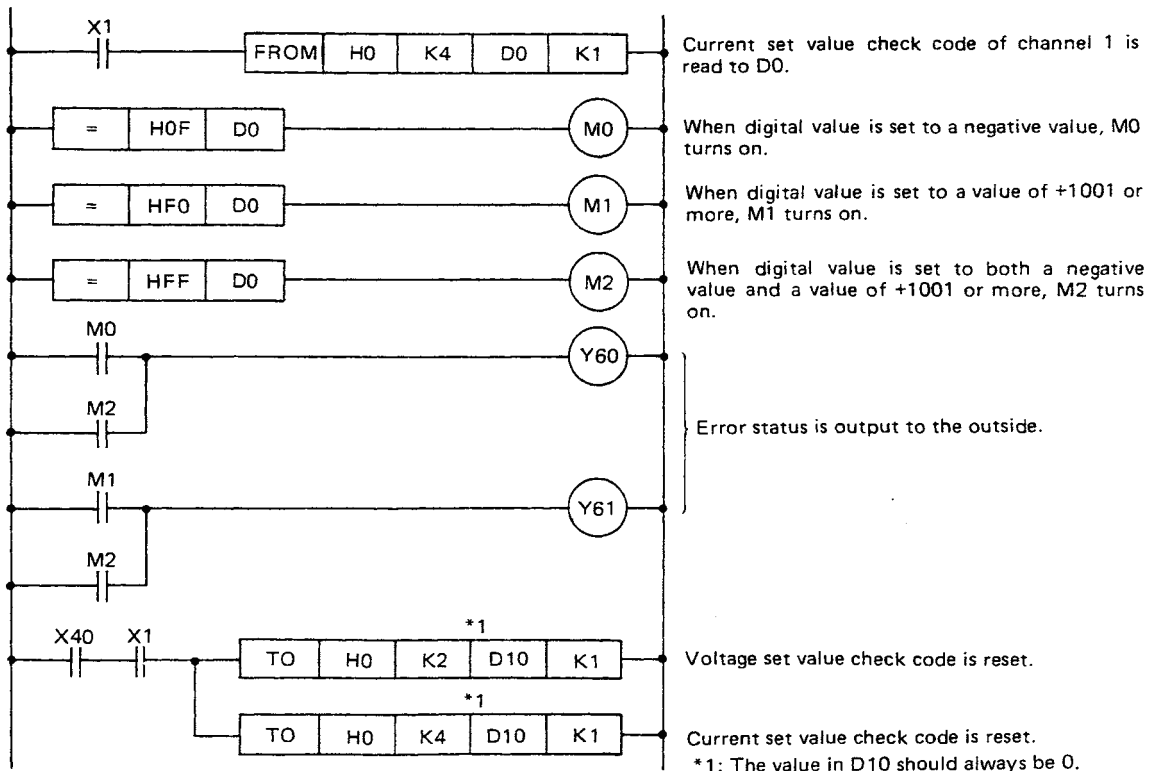 X1
FROM H0 K4 D0 K1
Current set value check code of channel 1 is
read to D0.
= H0F D0
M0
When digital value is set to a negative value, M0
turns on.
= HF0 D0
M1
When digital value is set to a value of +1001 or
more, M1 turns on.
= HFF D0
M2
When digital value is set to both a negative
value and a value of +1001 or more, M2 turns
on.
M0
Y60
M2
Error status is output to the outside.
M1
Y61
M2
X40 X1
*1
TO H0 K2 D10 K1
Voltage set value check code is reset.
*1
TO H0 K4 D10 K1
Current set value check code is reset.
*1: The value in D10 should always be 0.